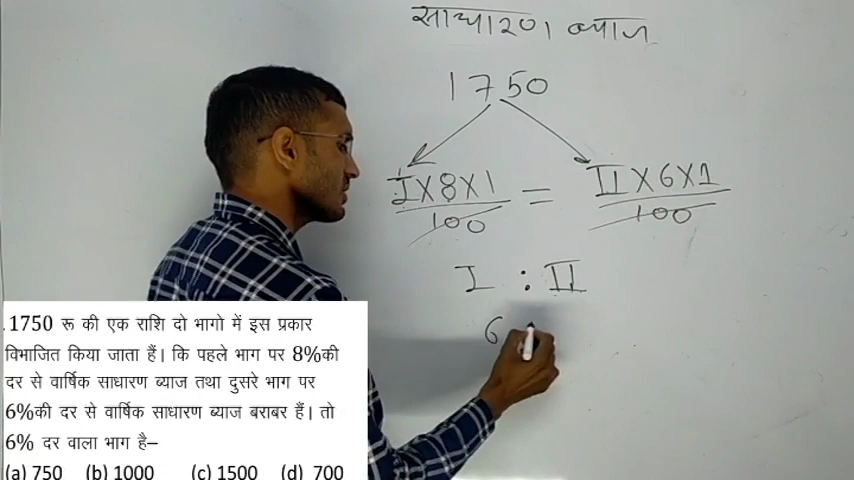 साधारण ब्याज
1750
I×8×1 = II×6×1
100 100
I : II
6
.1750 रू की एक राशि दो भागो में इस प्रकार
विभाजित किया जाता हैं। कि पहले भाग पर 8%की
दर से वार्षिक साधारण ब्याज तथा दुसरे भाग पर
6%की दर से वार्षिक साधारण ब्याज बराबर हैं। तो
6% दर वाला भाग है–
(a) 750 (b) 1000 (c) 1500 (d) 700